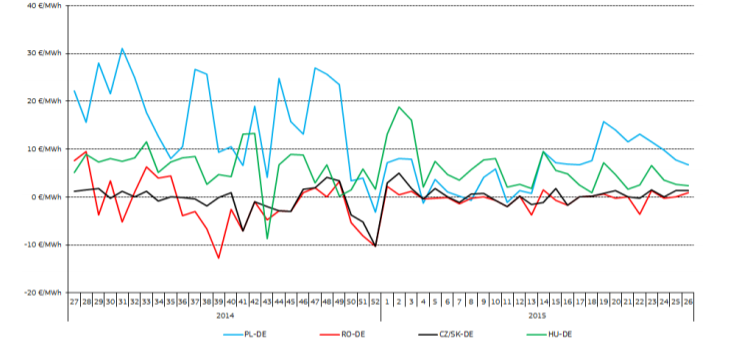 40 €/MWh
30 €/MWh
20 €/MWh
10 €/MWh
0 €/MWh
-10 €/MWh
-20 €/MWh
27 28 29 30 31 32 33 34 35 36 37 38 39 40 41 42 43 44 45 46 47 48 49 50 51 52 1 2 3 4 5 6 7 8 9 10 11 12 13 14 15 16 17 18 19 20 21 22 23 24 25 26
2014 2015
PL-DE RO-DE CZ/SK-DE HU-DE